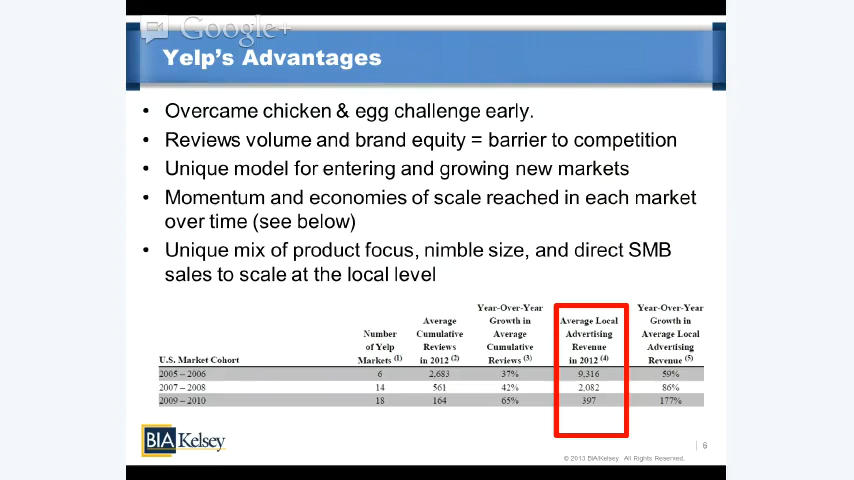 Google+
Yelp's Advantages
• Overcame chicken & egg challenge early.
• Reviews volume and brand equity = barrier to competition
• Unique model for entering and growing new markets
• Momentum and economies of scale reached in each market
over time (see below)
• Unique mix of product focus, nimble size, and direct SMB
sales to scale at the local level
U.S. Market Cohort Number of Yelp Markets (1) Average Cumulative Reviews in 2012 (2) Year-Over-Year Growth in Average Cumulative Reviews (3) Average Local Advertising Revenue in 2012 (4) Year-Over-Year Growth in Average Local Advertising Revenue (5)
2005 – 2006 6 2,683 37% 9,316 59%
2007 – 2008 14 561 42% 2,082 86%
2009 – 2010 18 164 65% 397 177%
BIA Kelsey
6
© 2013 BIA/Kelsey. All Rights Reserved.